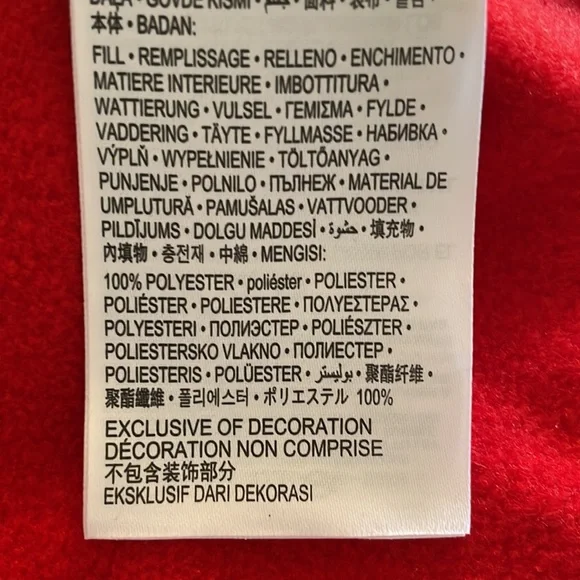 本体 • BADAN:
FILL • REMPLISSAGE • RELLENO • ENCHIMENTO •
MATIERE INTERIEURE • IMBOTTITURA •
WATTIERUNG • VULSEL • ΓΕΜΙΣΜΑ • FYLDE •
VADDERING • TÄYTE • FYLLMASSE • НАБИВКА •
VÝPLŇ • WYPEŁNIENIE • TÖLTŐANYAG •
PUNJENJE • POLNILO • ПЪЛНЕЖ • MATERIAL DE
UMPLUTURĂ • PAMUŠALAS • VATTVOODER •
PILDĪJUMS • DOLGU MADDESİ • حشوة • 填充物 •
內填物 • 충전재 • 中綿 • MENGISI:
100% POLYESTER • poliéster • POLIESTER •
POLIÉSTER • POLIESTERE • ΠΟΛΥΕΣΤΕΡΑΣ •
POLYESTERI • ПОЛИЭСТЕР • POLIÉSZTER •
POLIESTERSKO VLAKNO • ПОЛИЕСТЕР •
POLIESTERIS • POLÜESTER • بوليستر • 聚酯纤维 •
聚酯纖維 • 폴리에스터 • ポリエステル 100%
EXCLUSIVE OF DECORATION
DÉCORATION NON COMPRISE
不包含装饰部分
EKSKLUSIF DARI DEKORASI